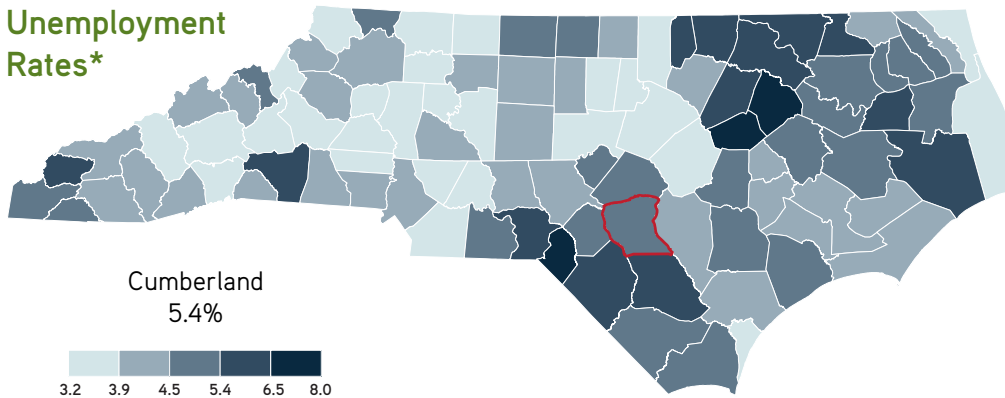 Unemployment
Rates*
Cumberland
5.4%
3.2 3.9 4.5 5.4 6.5 8.0